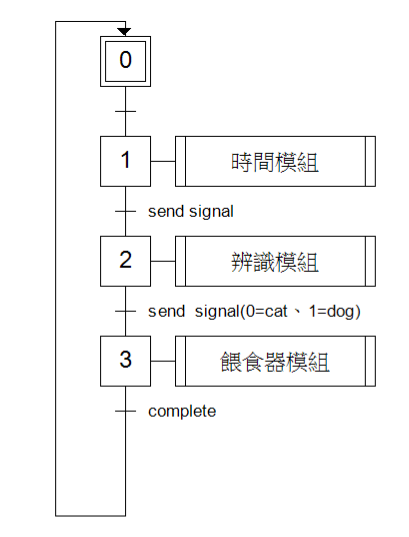 0
1 時間模組
send signal
2 辨識模組
send signal(0=cat、1=dog)
3 餵食器模組
complete